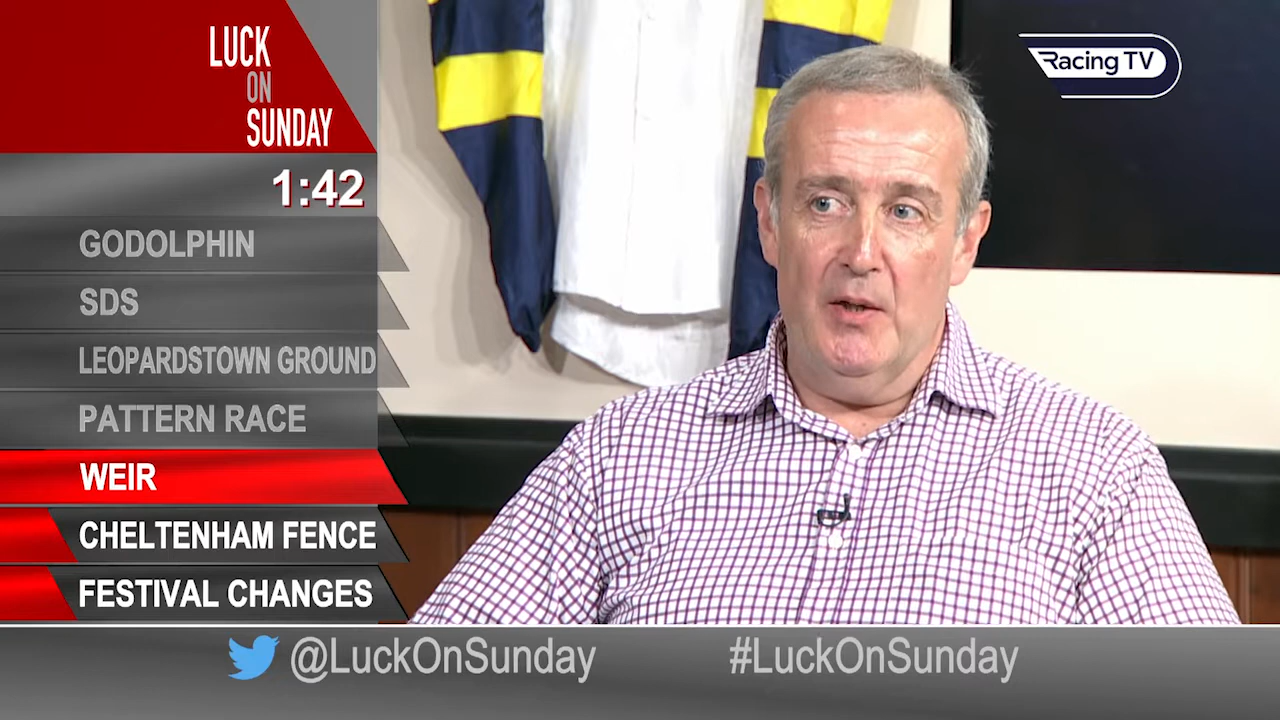 LUCK
ON
SUNDAY
Racing TV
1:42
GODOLPHIN
SDS
LEOPARDSTOWN GROUND
PATTERN RACE
WEIR
CHELTENHAM FENCE
FESTIVAL CHANGES
@LuckOnSunday #LuckOnSunday